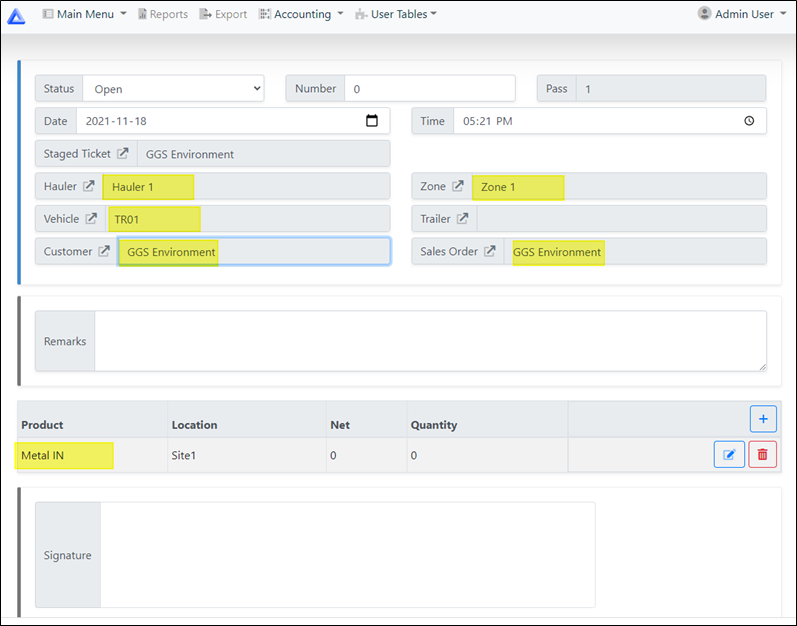 Main Menu Reports Export Accounting User Tables Admin User
Status Open Number 0 Pass 1
Date 2021-11-18 Time 05:21 PM
Staged Ticket GGS Environment
Hauler Hauler 1 Zone Zone 1
Vehicle TR01 Trailer
Customer GGS Environment Sales Order GGS Environment
Remarks
Product Location Net Quantity +
Metal IN Site1 0 0
Signature